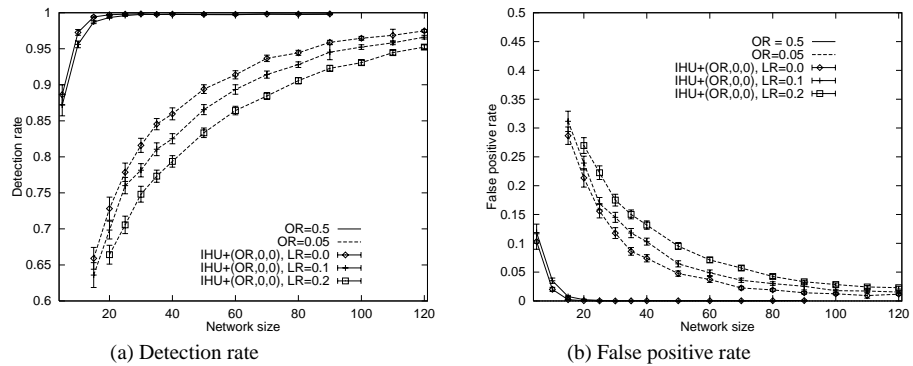 1
0.95
0.9
0.85
0.8
0.75
0.7
0.65
0.6
Detection rate
OR=0.5
OR=0.05
IHU+(OR,0,0), LR=0.0
IHU+(OR,0,0), LR=0.1
IHU+(OR,0,0), LR=0.2
20 40 60 80 100 120
Network size
(a) Detection rate
0.5
0.45
0.4
0.35
0.3
0.25
0.2
0.15
0.1
0.05
0
False positive rate
OR = 0.5
OR=0.05
IHU+(OR,0,0), LR=0.0
IHU+(OR,0,0), LR=0.1
IHU+(OR,0,0), LR=0.2
20 40 60 80 100 120
Network size
(b) False positive rate